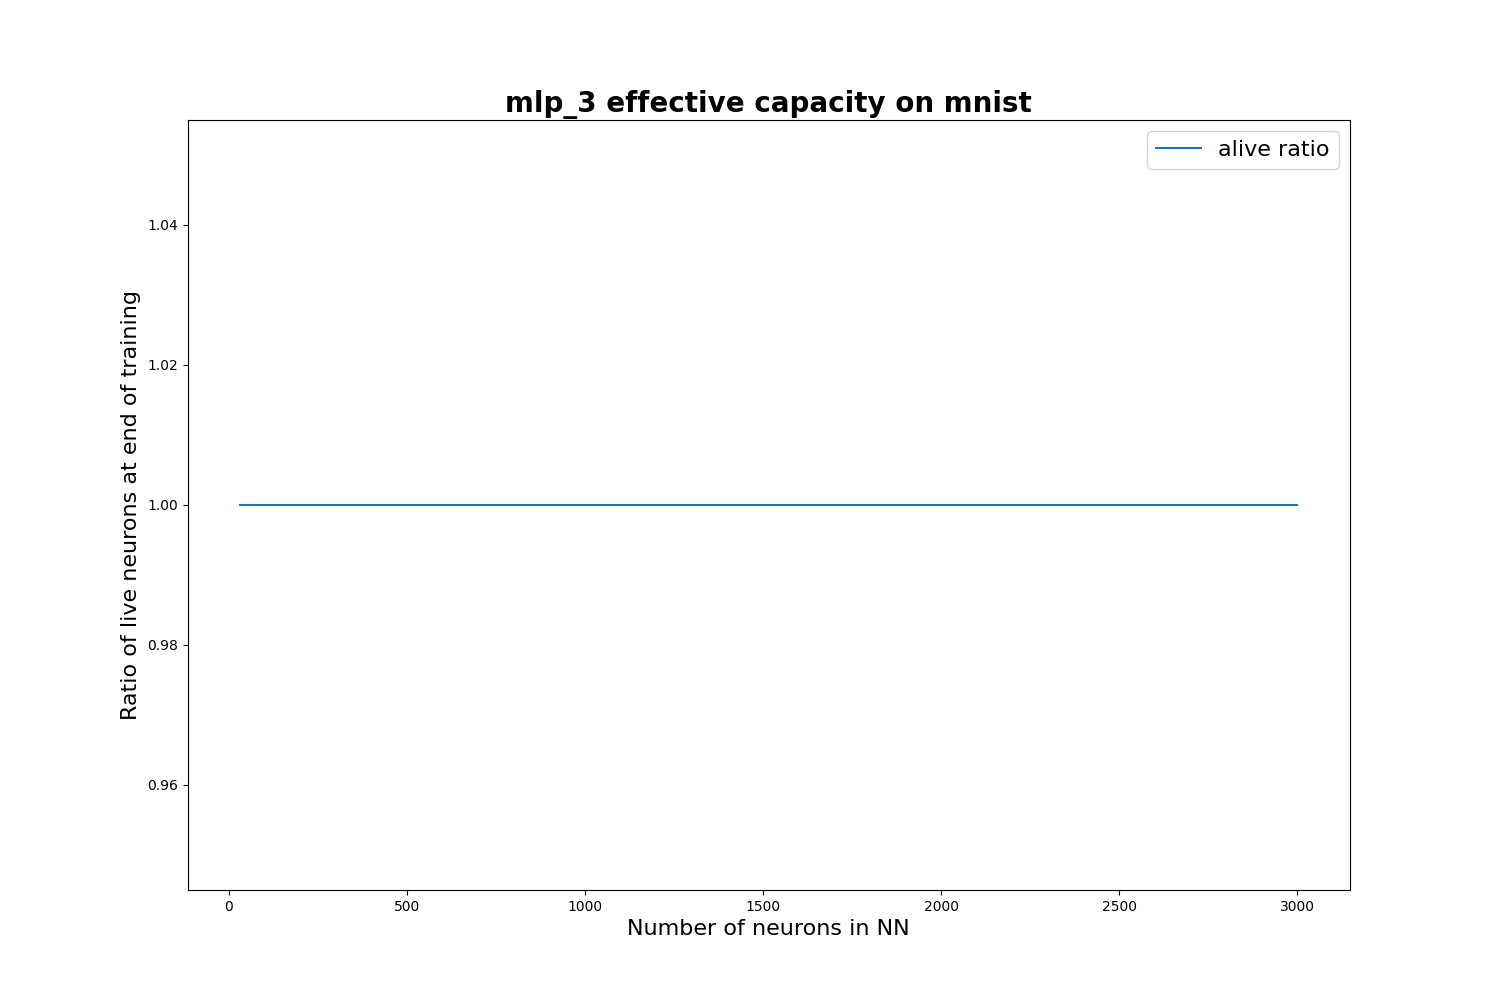 mlp_3 effective capacity on mnist
alive ratio
Ratio of live neurons at end of training
1.04
1.02
1.00
0.98
0.96
0 500 1000 1500 2000 2500 3000
Number of neurons in NN